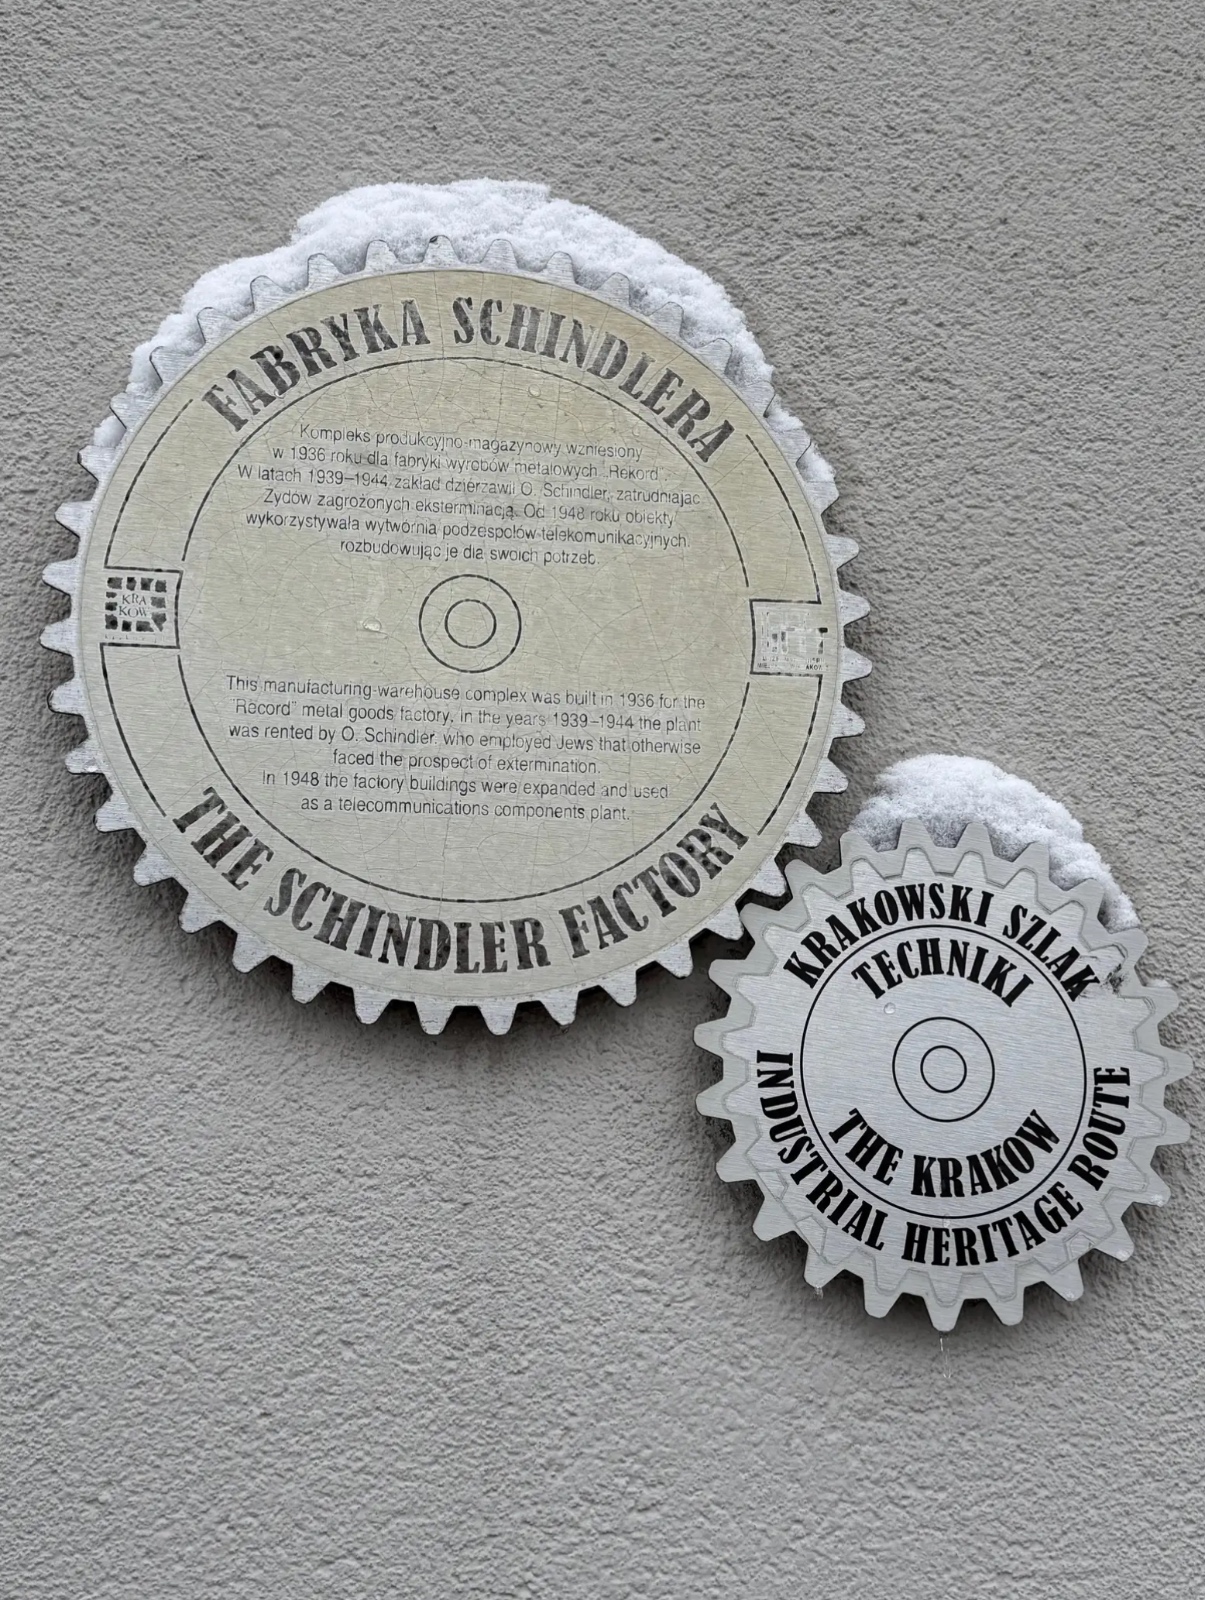 FABRYKA SCHINDLERA
Kompleks produkcyjno-magazynowy wzniesiony
w 1936 roku dla fabryki wyrobów metalowych „Rekord”.
W latach 1939–1944 zakład dzierżawił O. Schindler, zatrudniając
Żydów zagrożonych eksterminacją. Od 1948 roku obiekty
wykorzystywała wytwórnia podzespołów telekomunikacyjnych,
rozbudowując je dla swoich potrzeb.
KRA
KOW
This manufacturing-warehouse complex was built in 1936 for the
"Record" metal goods factory. In the years 1939–1944 the plant
was rented by O. Schindler, who employed Jews that otherwise
faced the prospect of extermination.
In 1948 the factory buildings were expanded and used
as a telecommunications components plant.
THE SCHINDLER FACTORY
KRAKOWSKI SZLAK
TECHNIKI
THE KRAKOW
INDUSTRIAL HERITAGE ROUTE